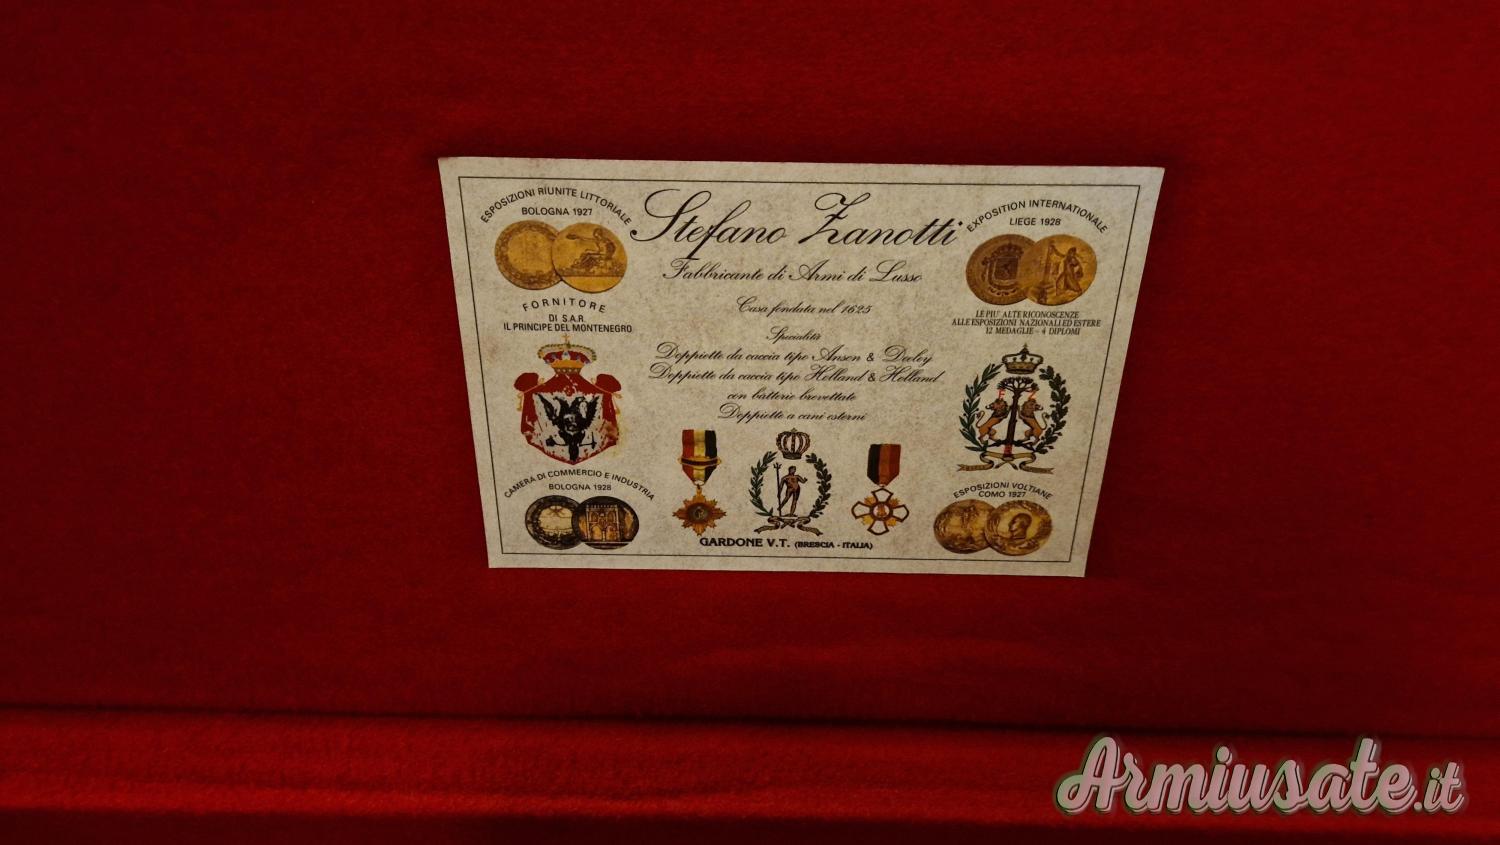 ESPOSIZIONI RIUNITE LITTORIALE
BOLOGNA 1927
Stefano Zanotti
EXPOSITION INTERNATIONALE
LIEGE 1928
Fabbricante di Armi di Lusso
Casa fondata nel 1625
FORNITORE
DI S.A.R.
IL PRINCIPE DEL MONTENEGRO
LE PIU' ALTE RICONOSCENZE
ALLE ESPOSIZIONI NAZIONALI ED ESTERE
12 MEDAGLIE - 4 DIPLOMI
Specialità
Doppiette da caccia tipo Anson & Deeley
Doppiette da caccia tipo Holland & Holland
con batterie brevettate
Doppiette a cani esterni
CAMERA DI COMMERCIO E INDUSTRIA
BOLOGNA 1928
ESPOSIZIONI VOLTIANE
COMO 1927
GARDONE V.T. (BRESCIA - ITALIA)
Armiusate.it